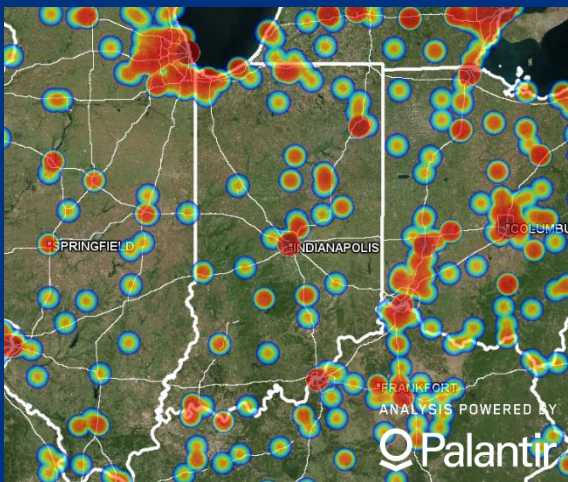 SPRINGFIELD
INDIANAPOLIS
COLUMBU
FRANKFORT
ANALYSIS POWERED BY
Palantir